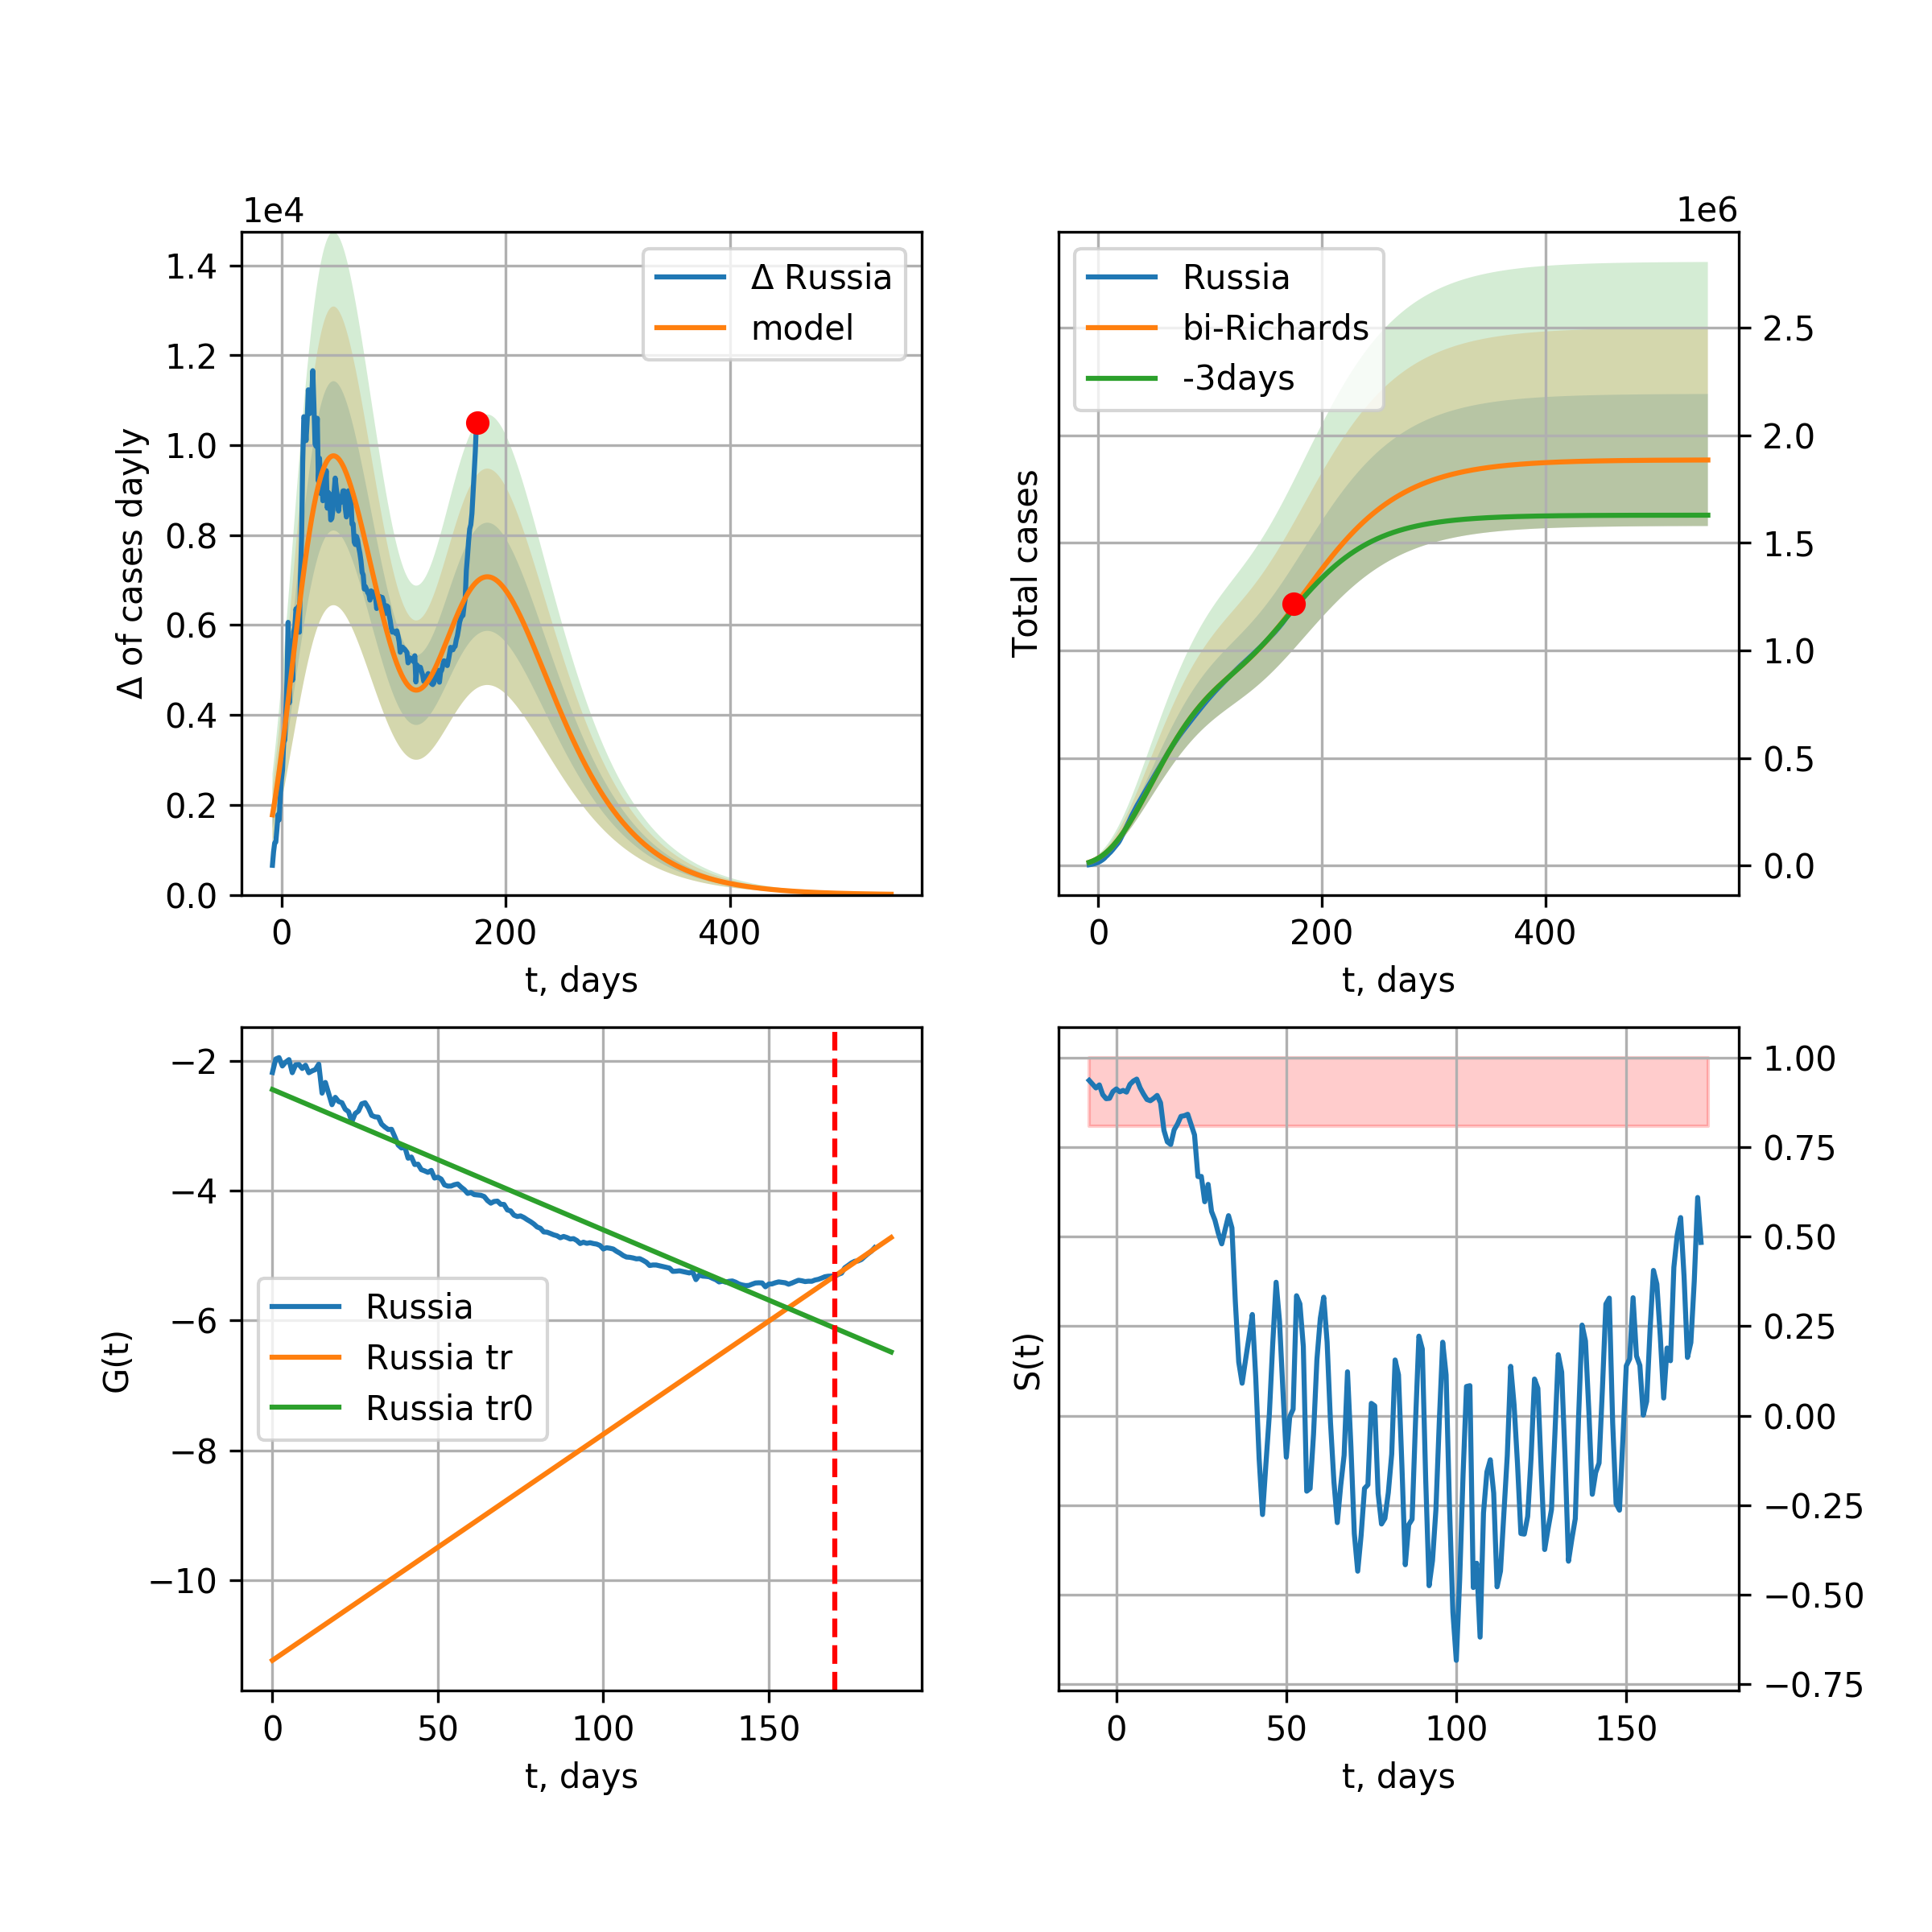 1e4
1.4
1.2
1.0
0.8
0.6
0.4
0.2
0.0
Δ of cases dayly
0 200 400
t, days
Δ Russia
model
1e6
Russia
bi-Richards
-3days
2.5
2.0
1.5
1.0
0.5
0.0
Total cases
0 200 400
t, days
−2
−4
−6
−8
−10
G(t)
Russia
Russia tr
Russia tr0
0 50 100 150
t, days
S(t)
1.00
0.75
0.50
0.25
0.00
−0.25
−0.50
−0.75
0 50 100 150
t, days